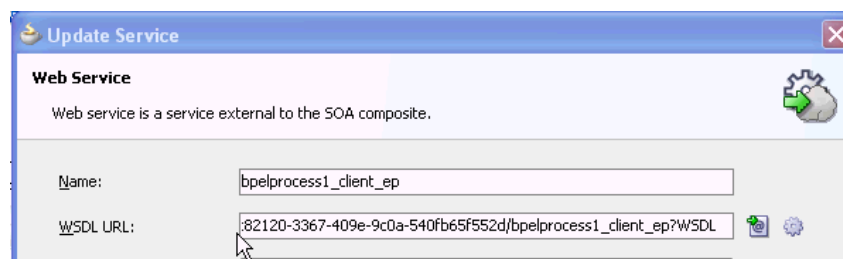 Update Service
Web Service
Web service is a service external to the SOA composite.
Name: bpelprocess1_client_ep
WSDL URL: :82120-3367-409e-9c0a-540fb65f552d/bpelprocess1_client_ep?WSDL